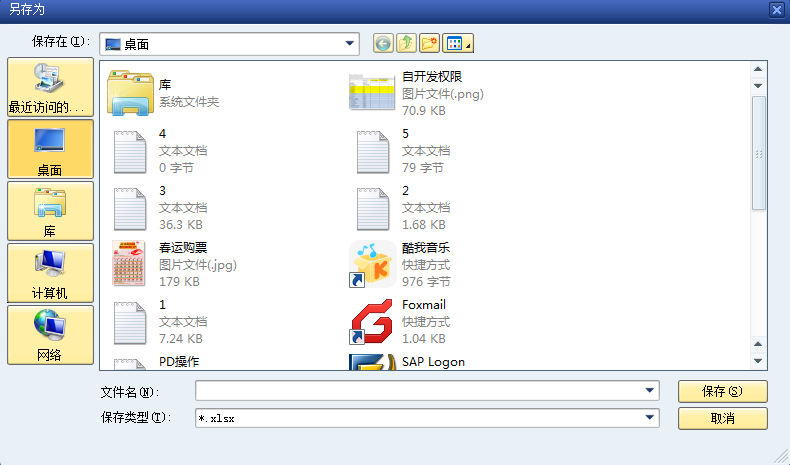 另存为
保存在(I):
桌面
最近访问的...
桌面
库
计算机
网络
库
系统文件夹
自开发权限
图片文件(.png)
70.9 KB
4
文本文档
0 字节
5
文本文档
79 字节
3
文本文档
36.3 KB
2
文本文档
1.68 KB
春运购票
图片文件(.jpg)
179 KB
酷我音乐
快捷方式
976 字节
1
文本文档
7.24 KB
Foxmail
快捷方式
1.04 KB
PD操作
SAP Logon
文件名(N):
保存(S)
保存类型(T):
*.xlsx
取消